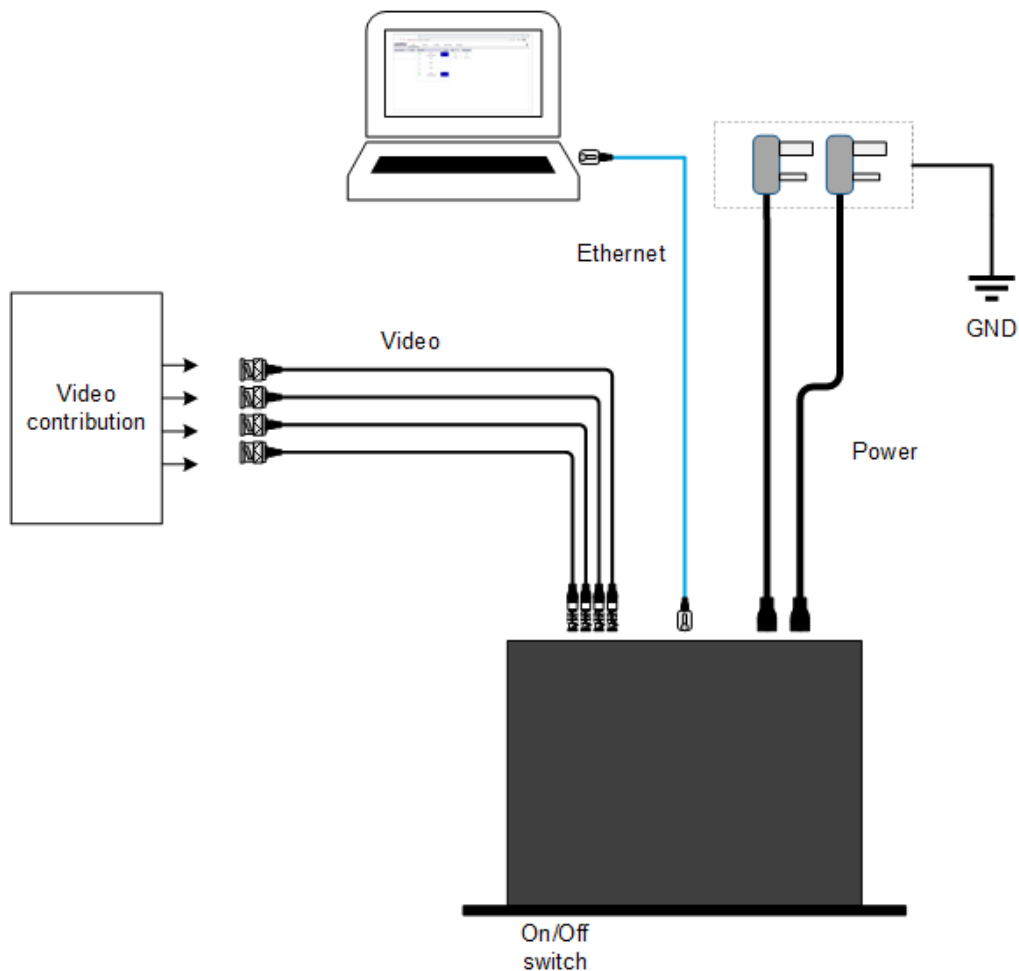 Ethernet
GND
Video
Video
contribution
Power
On/Off
switch